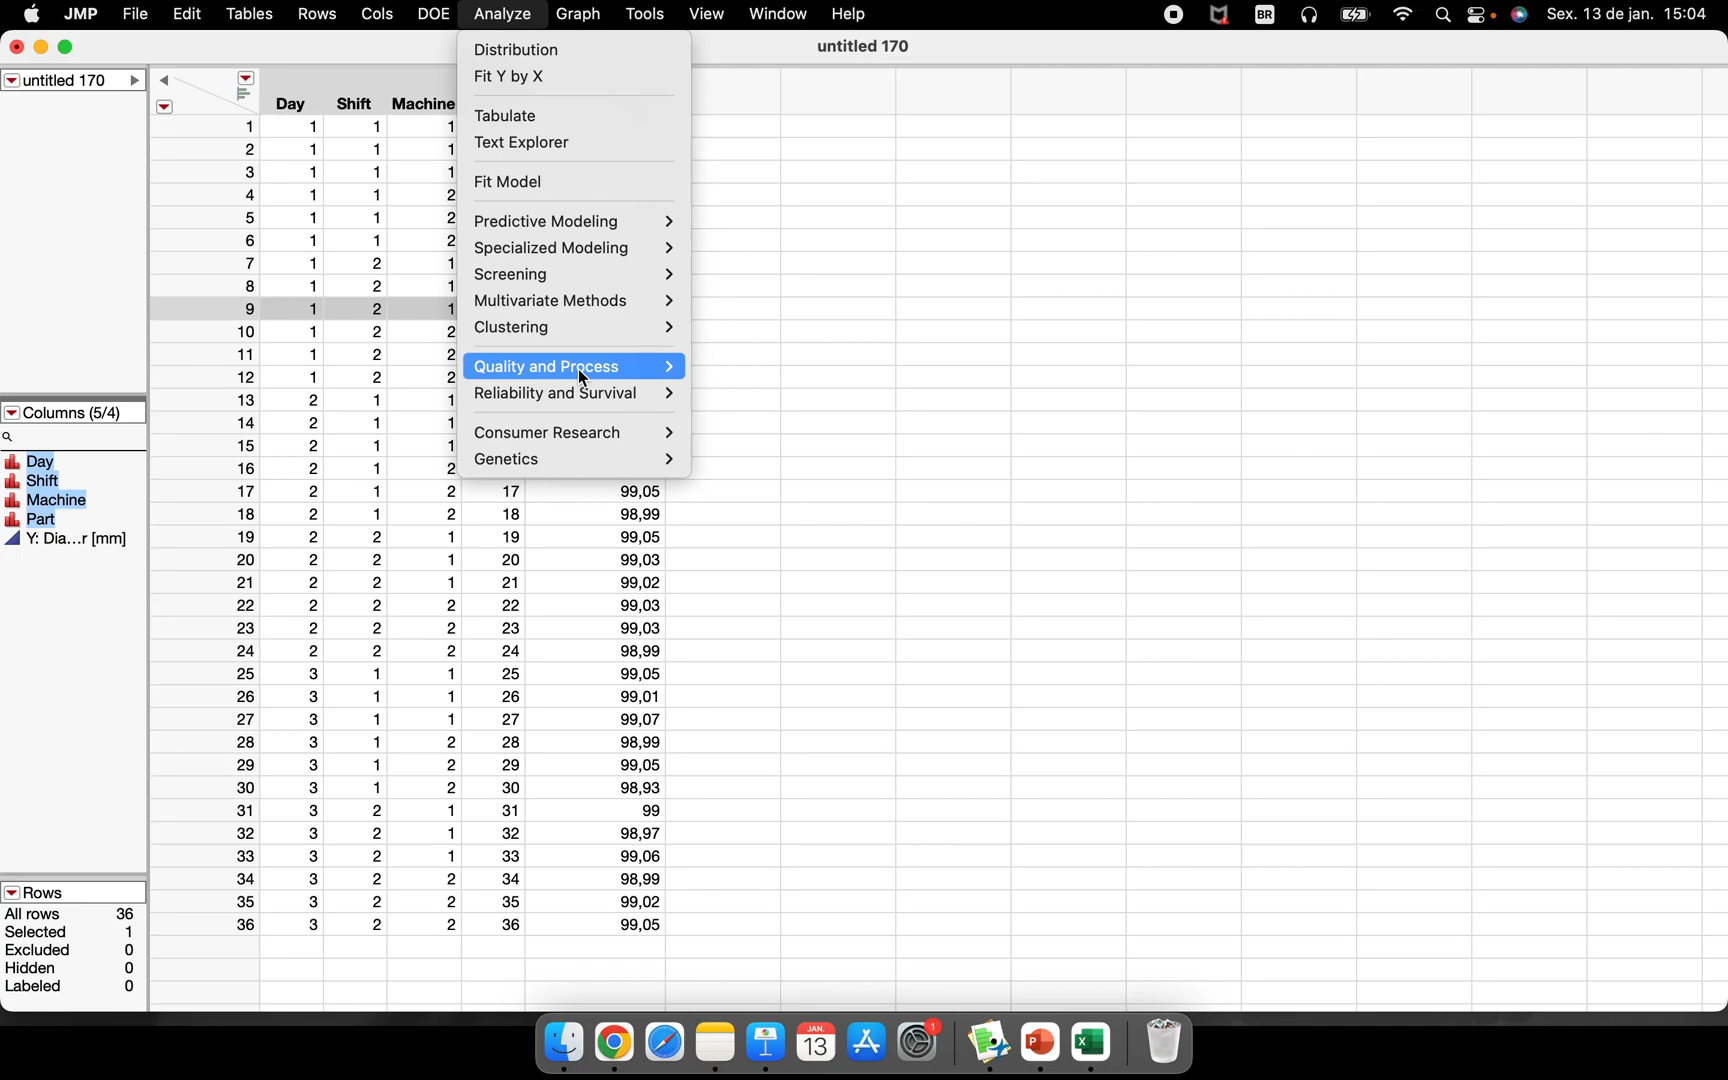 JMP File Edit Tables Rows Cols DOE Analyze Graph Tools View Window Help BR Sex. 13 de jan. 15:04
untitled 170
untitled 170
Day Shift Machine
Distribution
Fit Y by X
Tabulate
Text Explorer
Fit Model
Predictive Modeling
Specialized Modeling
Screening
Multivariate Methods
Clustering
Quality and Process
Reliability and Survival
Consumer Research
Genetics
1 1 1 1
2 1 1 1
3 1 1 1
4 1 1 2
5 1 1 2
6 1 1 2
7 1 2 1
8 1 2 1
9 1 2 1
10 1 2 2
11 1 2 2
12 1 2 2
13 2 1 1
14 2 1 1
15 2 1 1
16 2 1 2
17 2 1 2 17 99,05
18 2 1 2 18 98,99
19 2 2 1 19 99,05
20 2 2 1 20 99,03
21 2 2 1 21 99,02
22 2 2 2 22 99,03
23 2 2 2 23 99,03
24 2 2 2 24 98,99
25 3 1 1 25 99,05
26 3 1 1 26 99,01
27 3 1 1 27 99,07
28 3 1 2 28 98,99
29 3 1 2 29 99,05
30 3 1 2 30 98,93
31 3 2 1 31 99
32 3 2 1 32 98,97
33 3 2 1 33 99,06
34 3 2 2 34 98,99
35 3 2 2 35 99,02
36 3 2 2 36 99,05
Columns (5/4)
Day
Shift
Machine
Part
Y: Dia...r [mm]
Rows
All rows 36
Selected 1
Excluded 0
Hidden 0
Labeled 0
JAN.
13
1
P
X